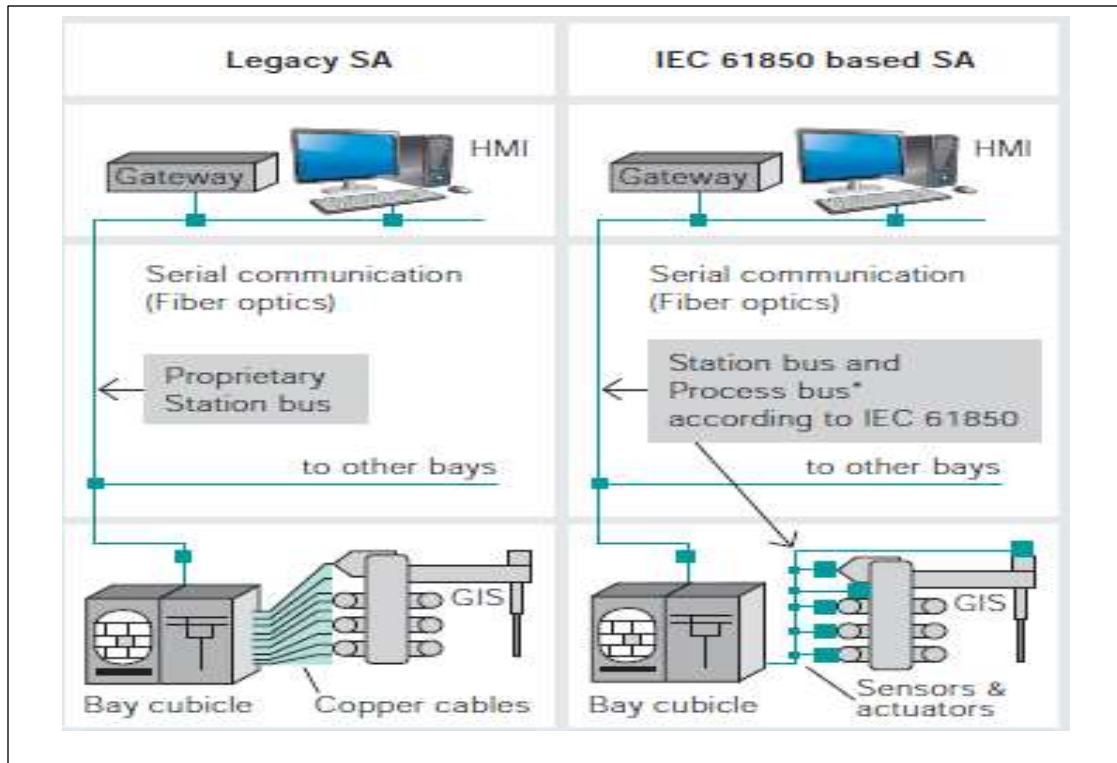 Legacy SA
IEC 61850 based SA
Gateway
HMI
Gateway
HMI
Serial communication
(Fiber optics)
Proprietary
Station bus
to other bays
Serial communication
(Fiber optics)
Station bus and
Process bus*
according to IEC 61850
to other bays
GIS
Bay cubicle
Copper cables
GIS
Bay cubicle
Sensors &
actuators